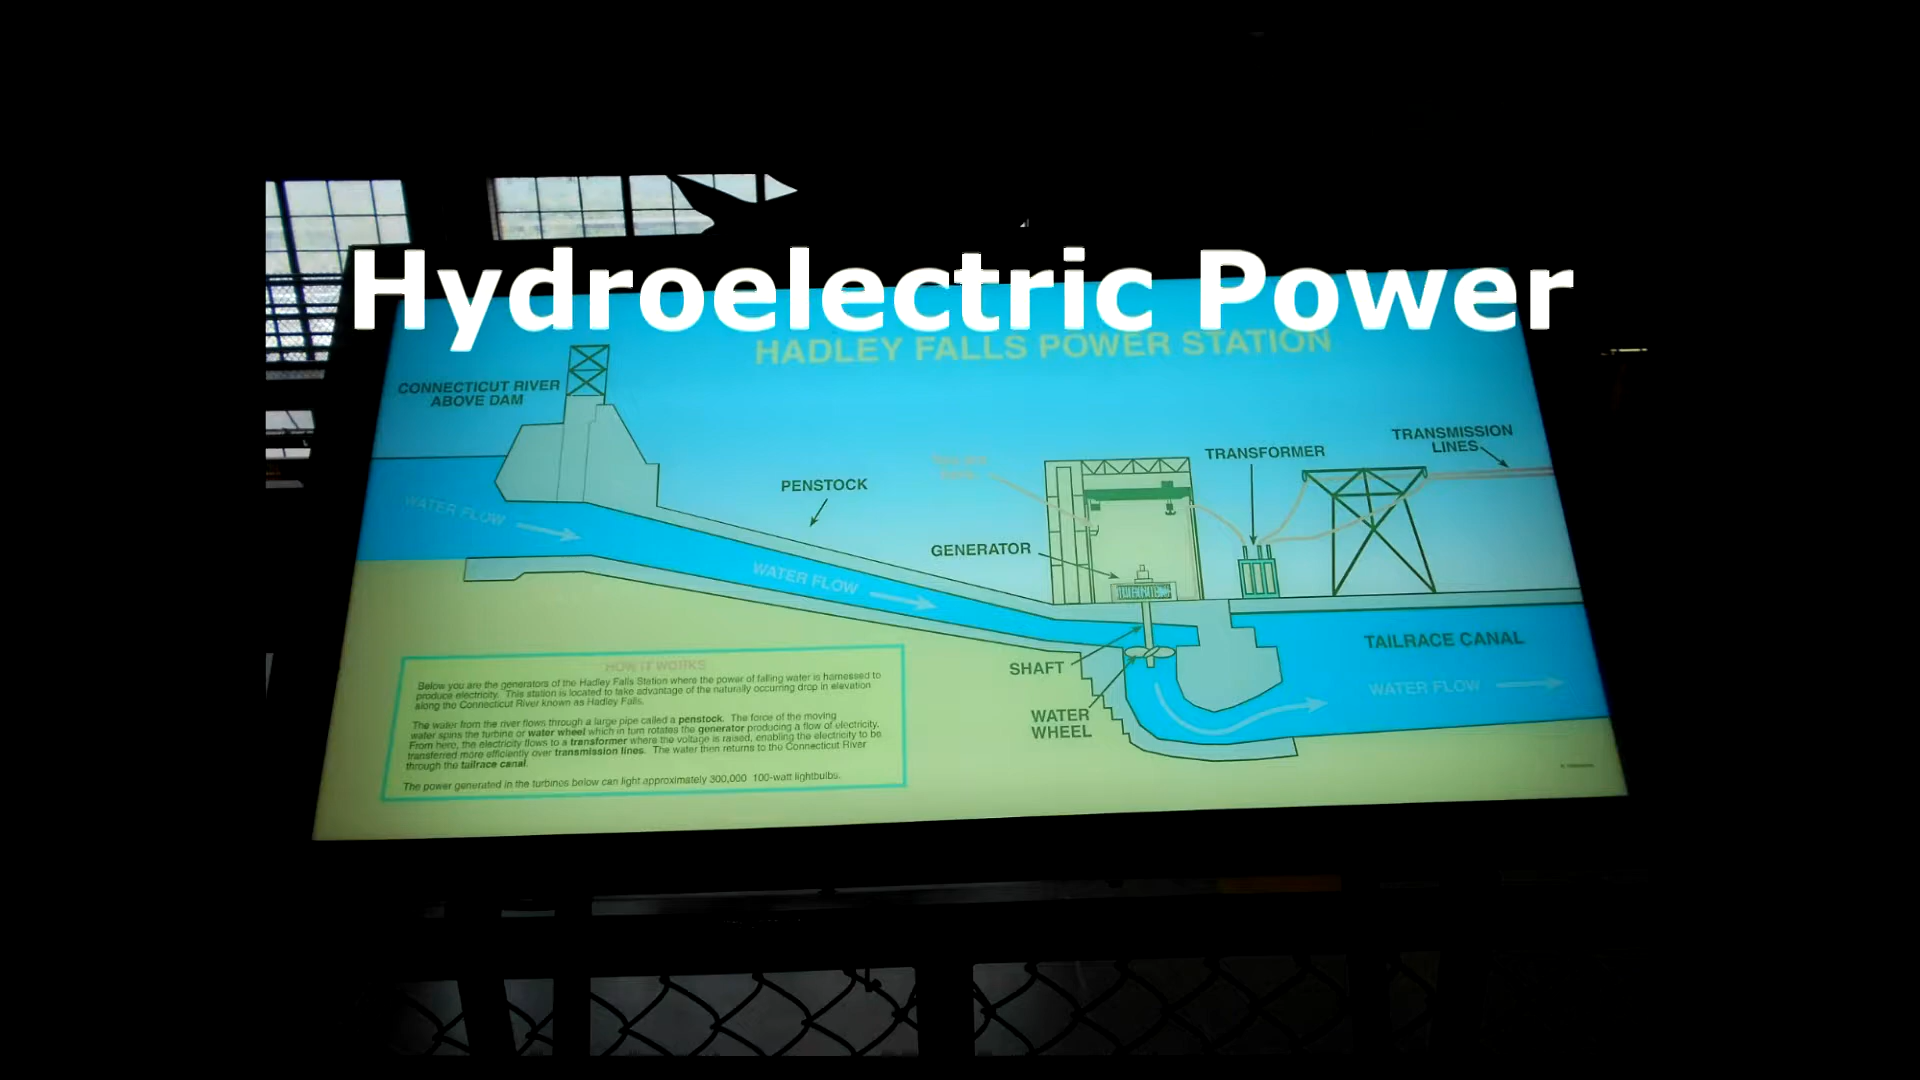 Hydroelectric Power
HADLEY FALLS POWER STATION
CONNECTICUT RIVER
ABOVE DAM
TRANSMISSION
LINES
TRANSFORMER
PENSTOCK
WATER FLOW
GENERATOR
WATER FLOW
TAILRACE CANAL
SHAFT
WATER FLOW
WATER
WHEEL
HOW IT WORKS
Below you are the generators of the Hadley Falls Station where the power of falling water is harnessed to
produce electricity. This station is located to take advantage of the naturally occurring drop in elevation
along the Connecticut River known as Hadley Falls.
The water from the river flows through a large pipe called a penstock. The force of the moving
water spins the turbine or water wheel which in turn rotates the generator producing a flow of electricity.
From here, the electricity flows to a transformer where the voltage is raised, enabling the electricity to be
transferred more efficiently over transmission lines. The water then returns to the Connecticut River
through the tailrace canal.
The power generated in the turbines below can light approximately 300,000 100-watt lightbulbs.